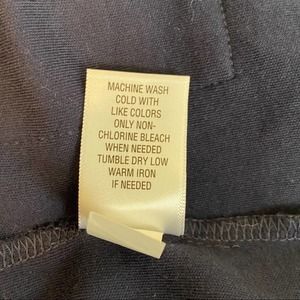 MACHINE WASH
COLD WITH
LIKE COLORS
ONLY NON-
CHLORINE BLEACH
WHEN NEEDED
TUMBLE DRY LOW
WARM IRON
IF NEEDED